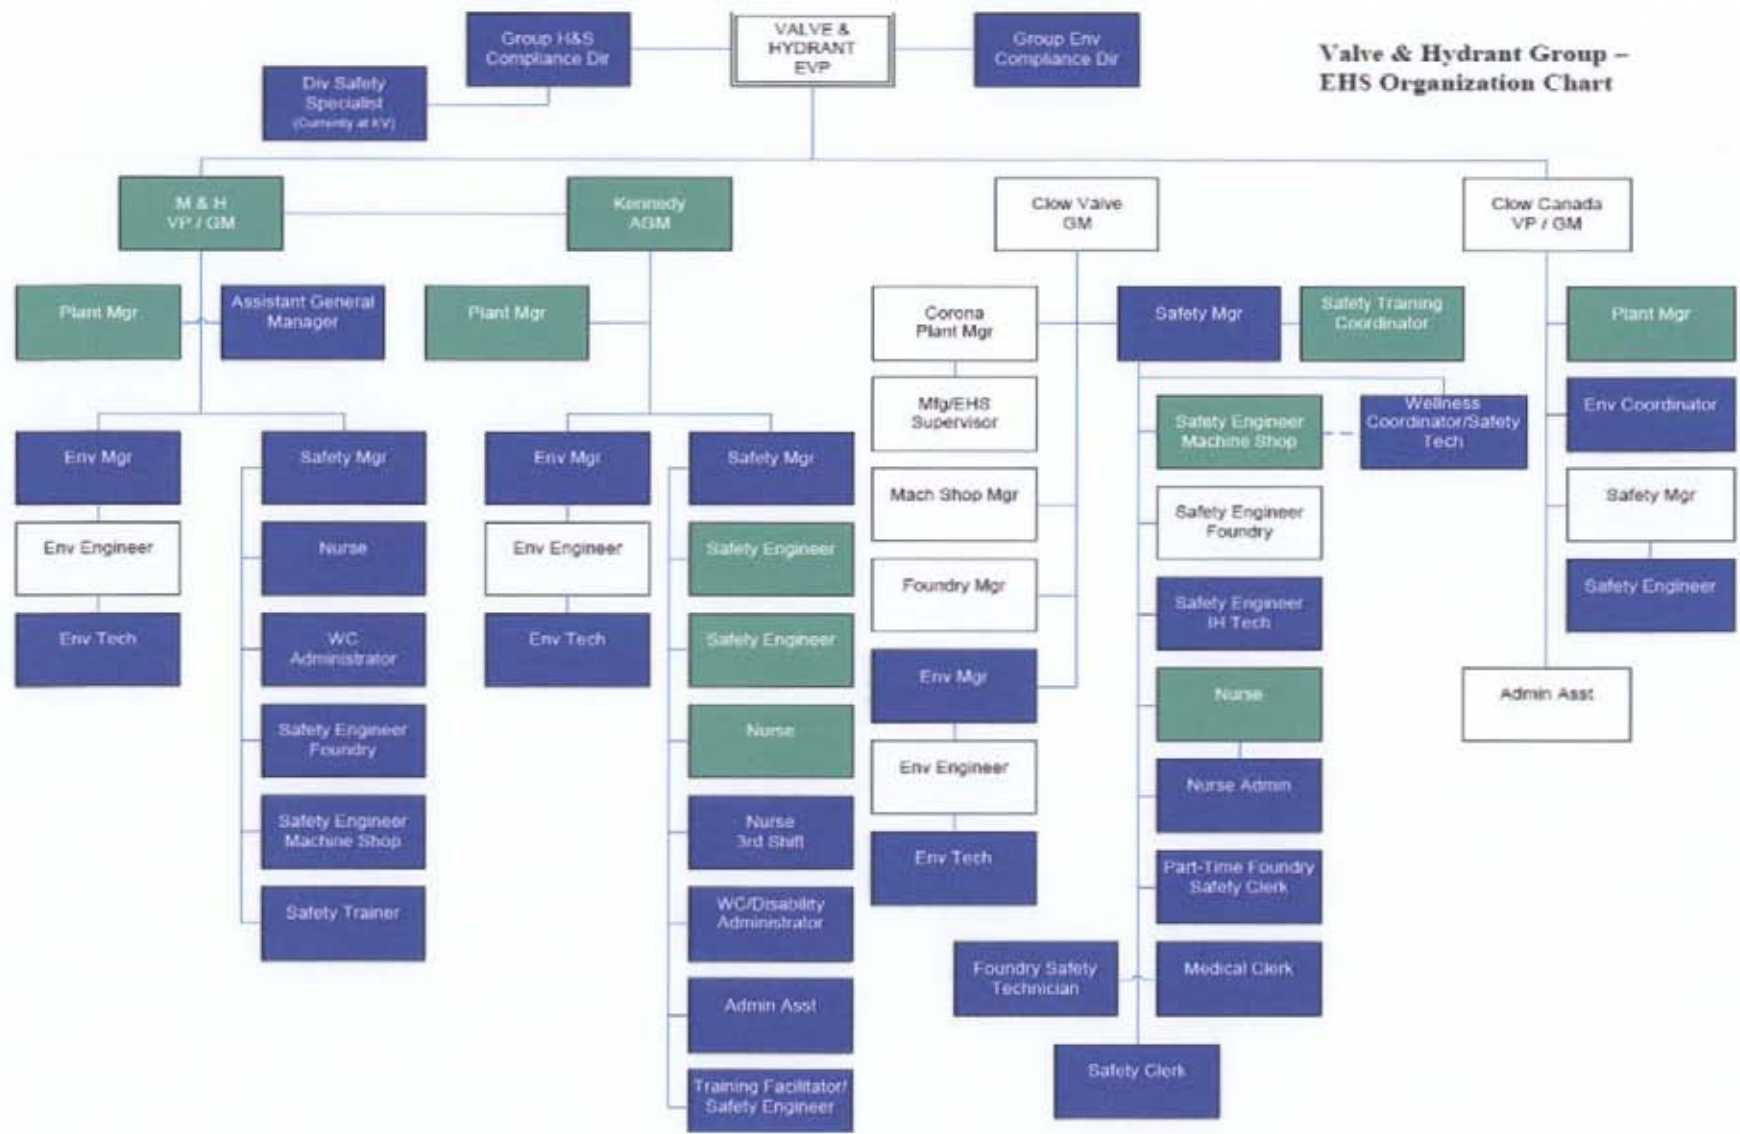 Group H&S
Compliance Dir
VALVE &
HYDRANT
EVP
Group Env
Compliance Dir
Valve & Hydrant Group –
EHS Organization Chart
Div Safety
Specialist
(Currently at KV)
M & H
VP / GM
Kennedy
AGM
Clow Valve
GM
Clow Canada
VP / GM
Plant Mgr
Assistant General
Manager
Plant Mgr
Corona
Plant Mgr
Safety Mgr
Safety Training
Coordinator
Plant Mgr
Mfg/EHS
Supervisor
Safety Engineer
Machine Shop
Wellness
Coordinator/Safety
Tech
Env Coordinator
Env Mgr
Safety Mgr
Env Mgr
Safety Mgr
Mach Shop Mgr
Safety Engineer
Foundry
Safety Mgr
Env Engineer
Nurse
Env Engineer
Safety Engineer
Foundry Mgr
Safety Engineer
IH Tech
Safety Engineer
Env Tech
WC
Administrator
Env Tech
Safety Engineer
Env Mgr
Nurse
Admin Asst
Safety Engineer
Foundry
Nurse
Env Engineer
Nurse Admin
Safety Engineer
Machine Shop
Nurse
3rd Shift
Env Tech
Part-Time Foundry
Safety Clerk
Safety Trainer
WC/Disability
Administrator
Foundry Safety
Technician
Medical Clerk
Admin Asst
Safety Clerk
Training Facilitator/
Safety Engineer